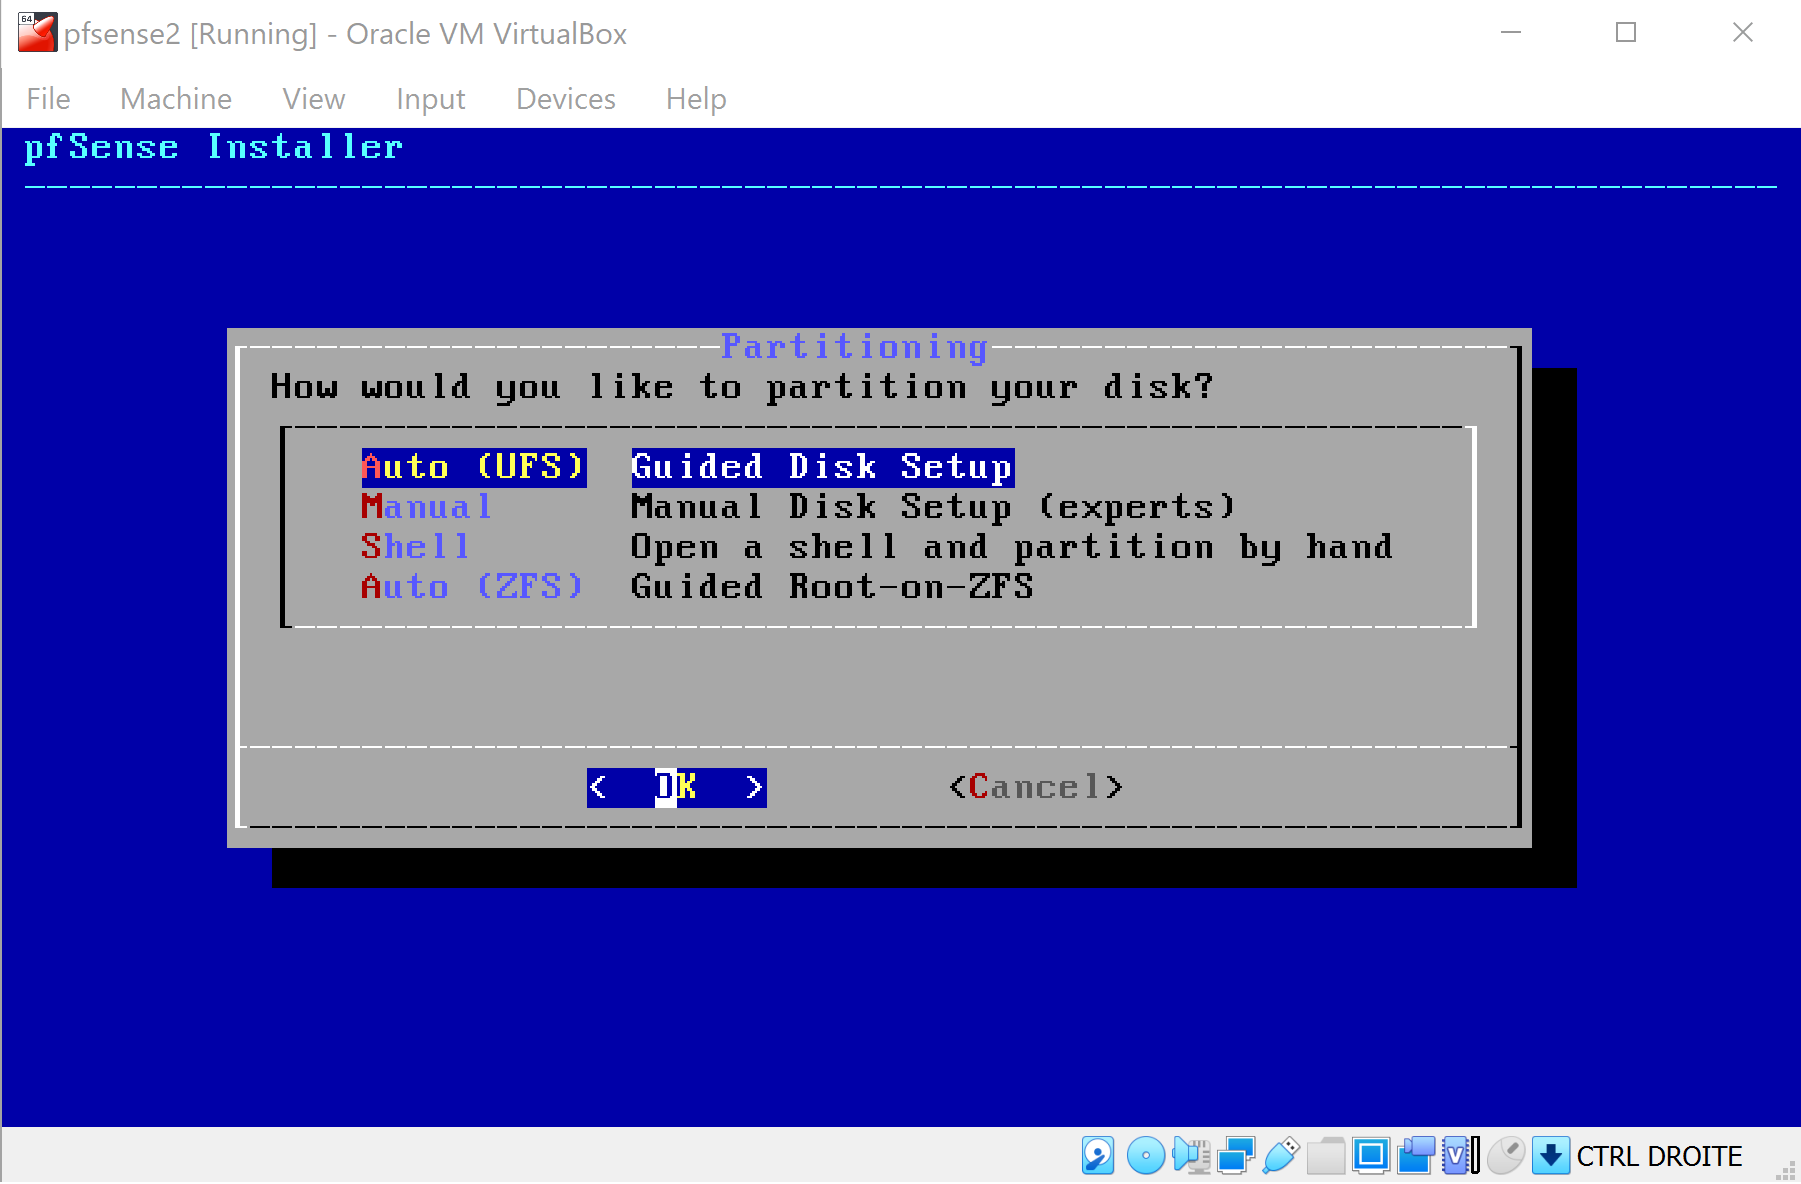 64
pfsense2 [Running] - Oracle VM VirtualBox
File Machine View Input Devices Help
pfSense Installer
Partitioning
How would you like to partition your disk?
Auto (UFS) Guided Disk Setup
Manual Manual Disk Setup (experts)
Shell Open a shell and partition by hand
Auto (ZFS) Guided Root-on-ZFS
< OK > <Cancel>
V CTRL DROITE